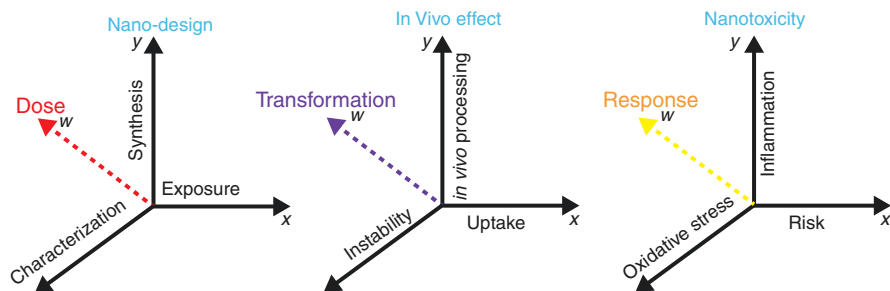 Nano-design
y
Synthesis
Dose
w
Exposure
x
Characterization
In Vivo effect
y
in vivo processing
Transformation
w
Uptake
x
Instability
Nanotoxicity
y
Inflammation
Response
w
Risk
x
Oxidative stress